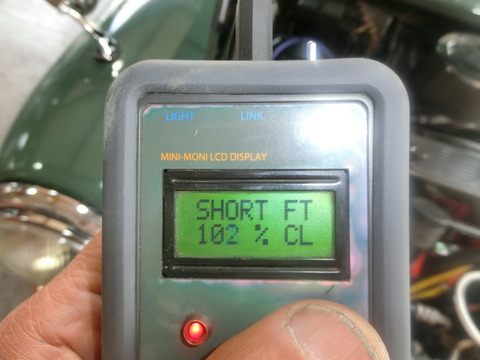 LIGHT LINK
MINI-MONI LCD DISPLAY
SHORT FT
102 % CL